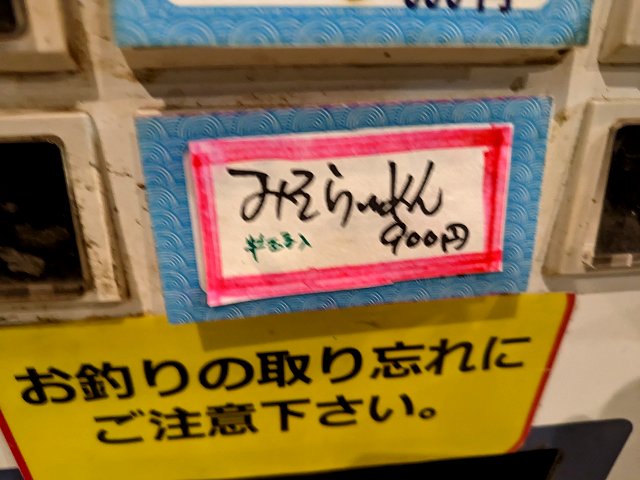 みそらーめん
900円
お釣りの取り忘れに
ご注意下さい。